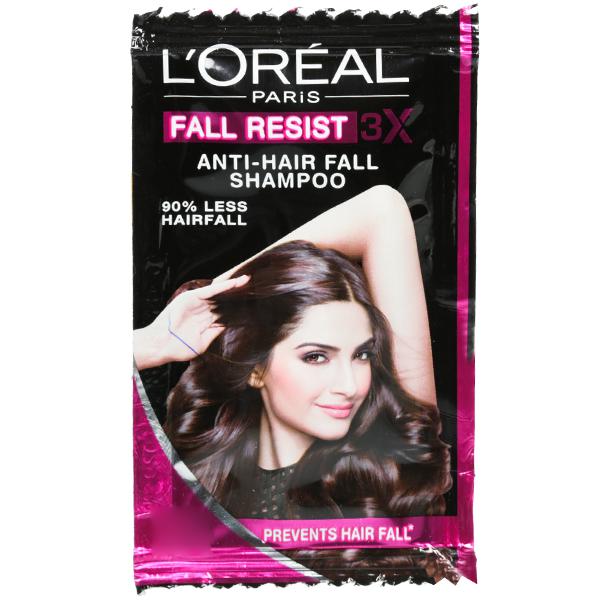 L'ORÉAL
PARiS
FALL RESIST 3X
ANTI-HAIR FALL
SHAMPOO
90% LESS
HAIRFALL
PREVENTS HAIR FALL*